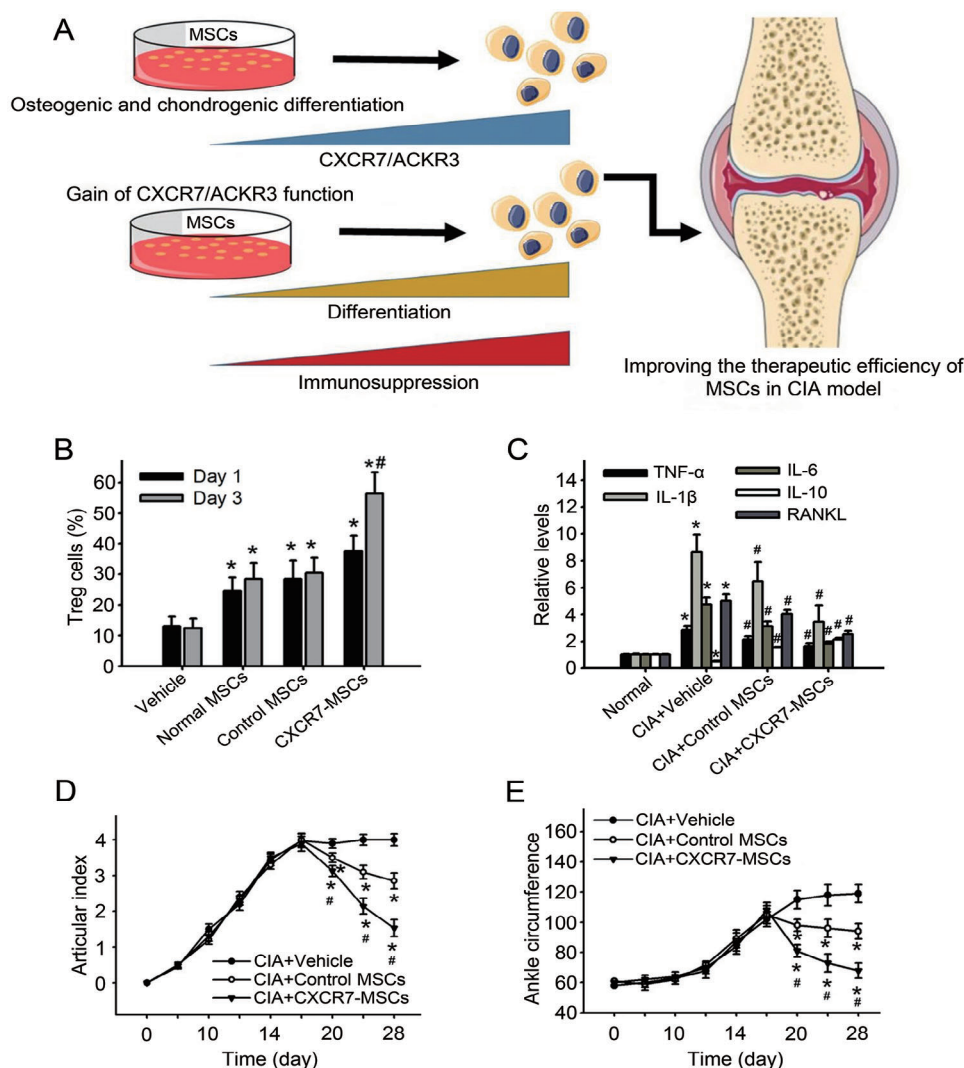 A
MSCs
Osteogenic and chondrogenic differentiation
CXCR7/ACKR3
Gain of CXCR7/ACKR3 function
MSCs
Differentiation
Immunosuppression
Improving the therapeutic efficiency of
MSCs in CIA model
B
Day 1
Day 3
Treg cells (%)
60
50
40
30
20
10
0
*
*
*
*
*
*#
Vehicle
Normal MSCs
Control MSCs
CXCR7-MSCs
C
TNF-α
IL-1β
IL-6
IL-10
RANKL
Relative levels
14
12
10
8
6
4
2
0
*
*
*
*
*
#
#
#
#
#
#
#
#
#
#
Normal
CIA+Vehicle
CIA+Control MSCs
CIA+CXCR7-MSCs
D
Articular index
4
3
2
1
0
*
*
*
*
#
*
#
*
#
CIA+Vehicle
CIA+Control MSCs
CIA+CXCR7-MSCs
0
10
14
20
28
Time (day)
E
CIA+Vehicle
CIA+Control MSCs
CIA+CXCR7-MSCs
Ankle circumference
160
140
120
100
80
60
40
*
*
*
*
#
*
#
*
#
0
10
14
20
28
Time (day)